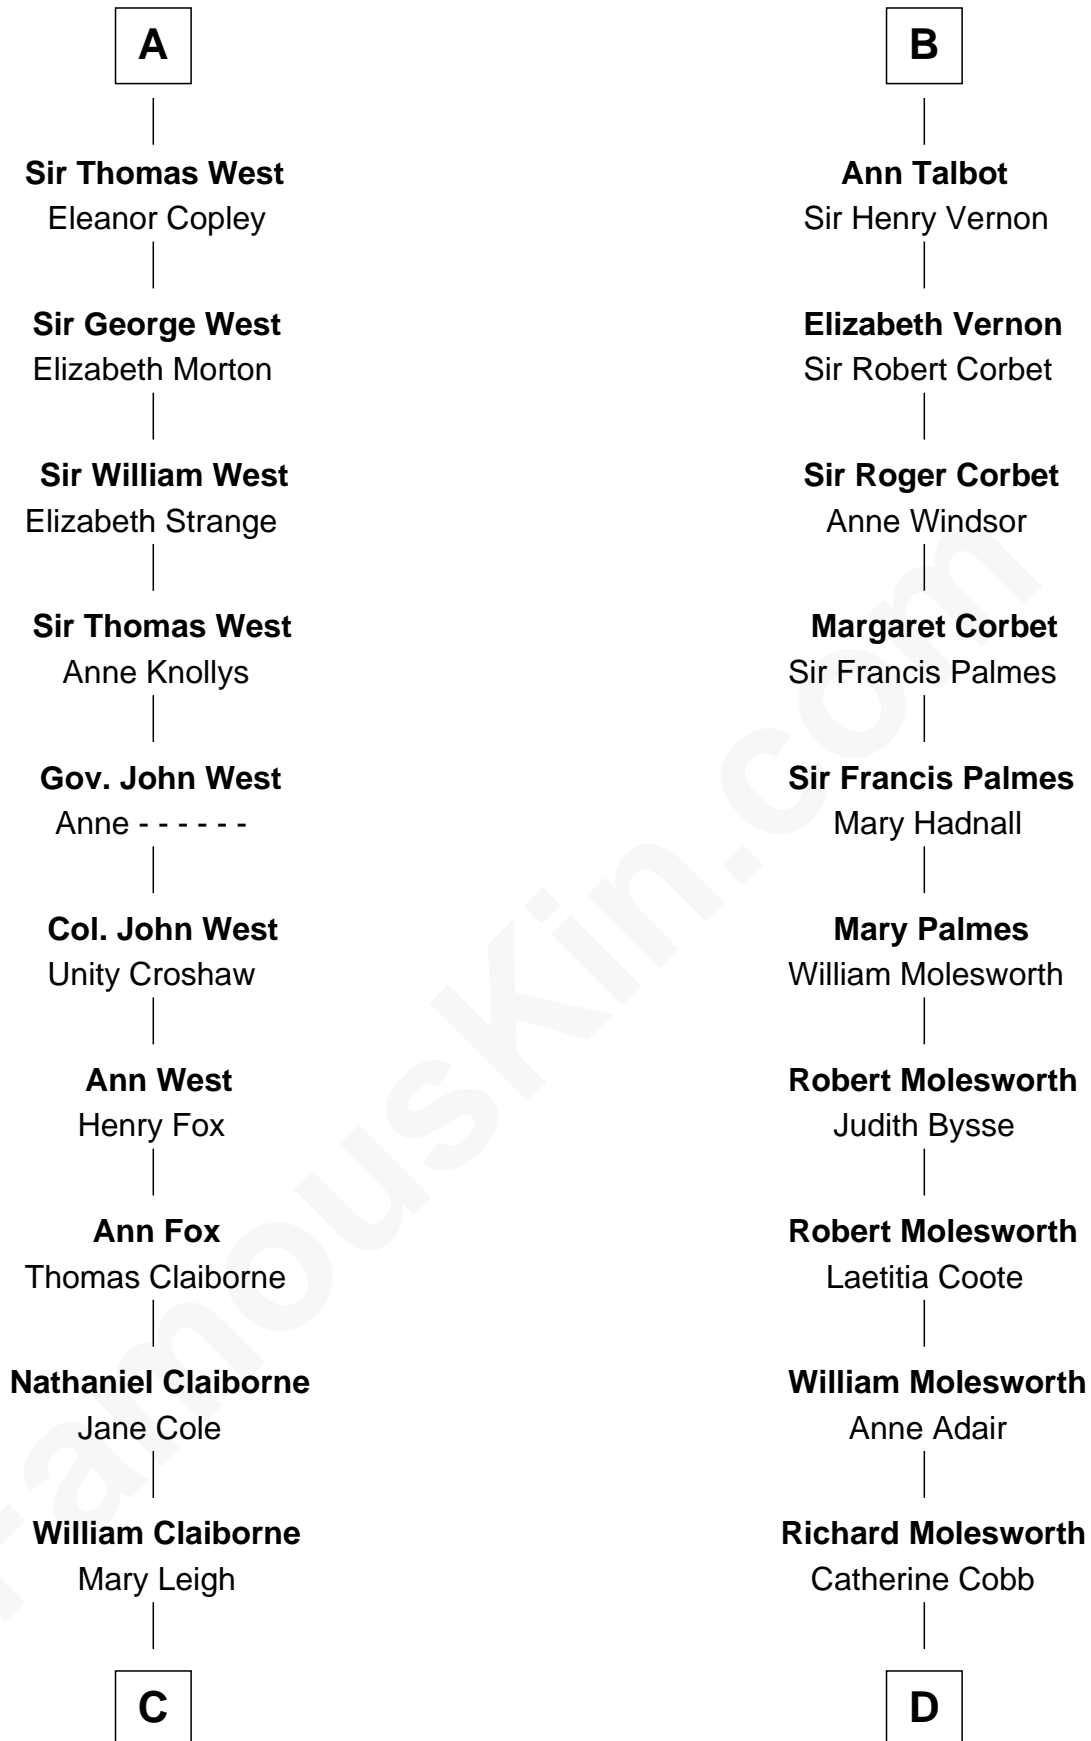 A
Sir Thomas West
Eleanor Copley
Sir George West
Elizabeth Morton
Sir William West
Elizabeth Strange
Sir Thomas West
Anne Knollys
Gov. John West
Anne - - - - - -
Col. John West
Unity Croshaw
Ann West
Henry Fox
Ann Fox
Thomas Claiborne
Nathaniel Claiborne
Jane Cole
William Claiborne
Mary Leigh
C
B
Ann Talbot
Sir Henry Vernon
Elizabeth Vernon
Sir Robert Corbet
Sir Roger Corbet
Anne Windsor
Margaret Corbet
Sir Francis Palmes
Sir Francis Palmes
Mary Hadnall
Mary Palmes
William Molesworth
Robert Molesworth
Judith Bysse
Robert Molesworth
Laetitia Coote
William Molesworth
Anne Adair
Richard Molesworth
Catherine Cobb
D
FamousKin.com